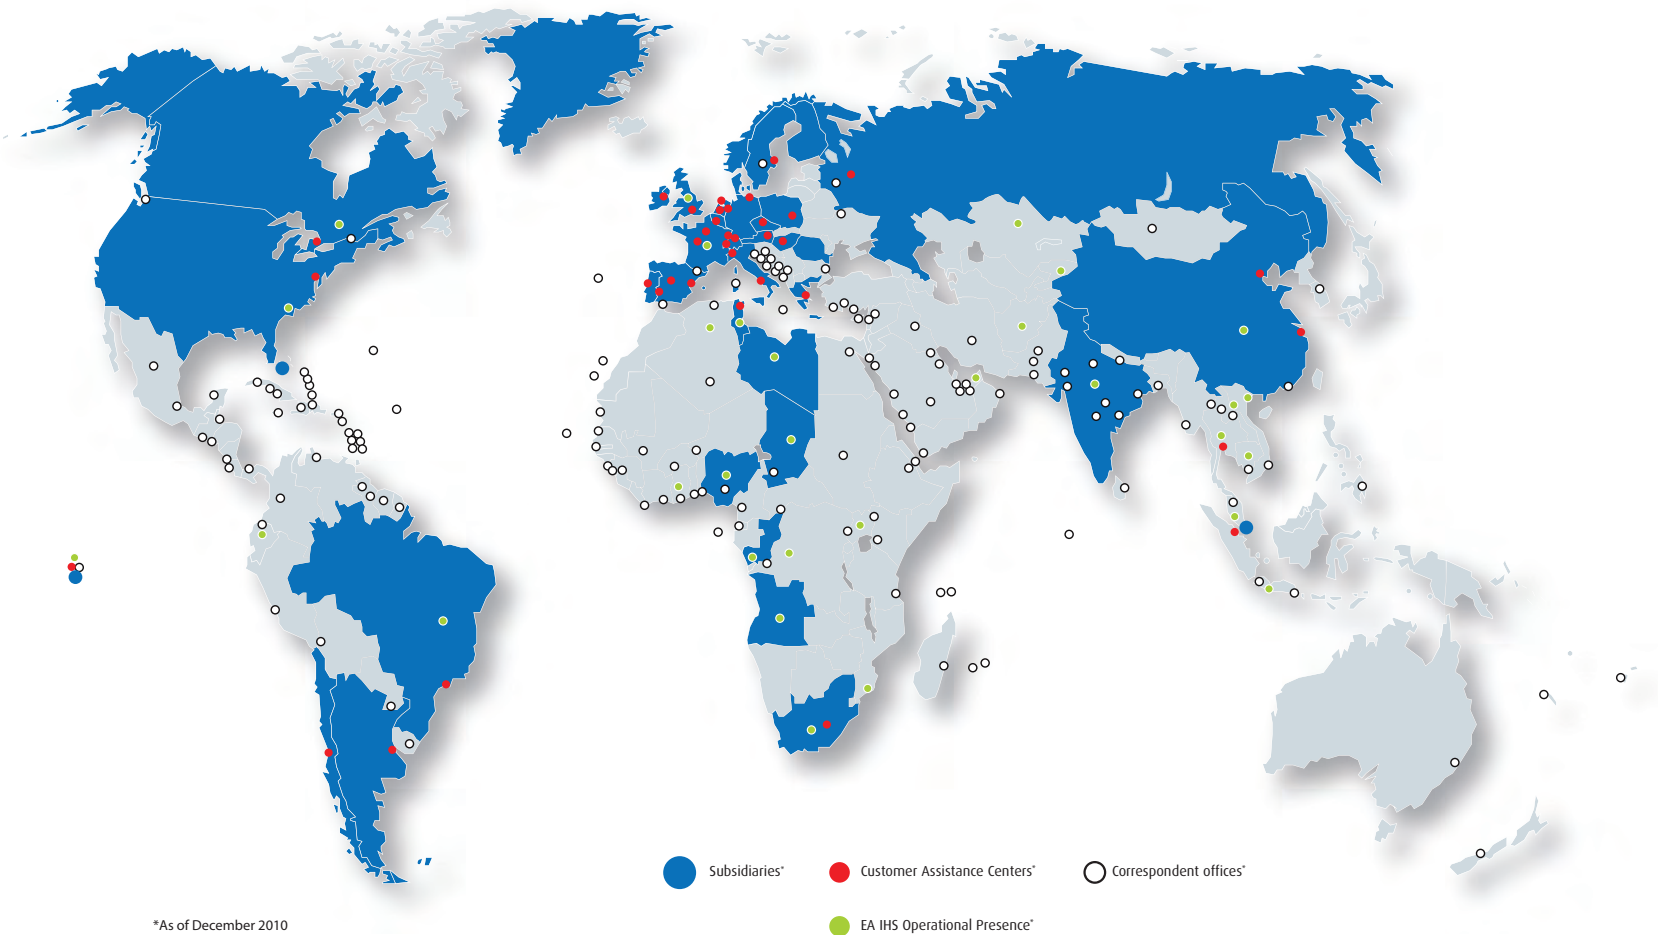 Subsidiaries*
Customer Assistance Centers*
Correspondent offices*
*As of December 2010
EA IHS Operational Presence*